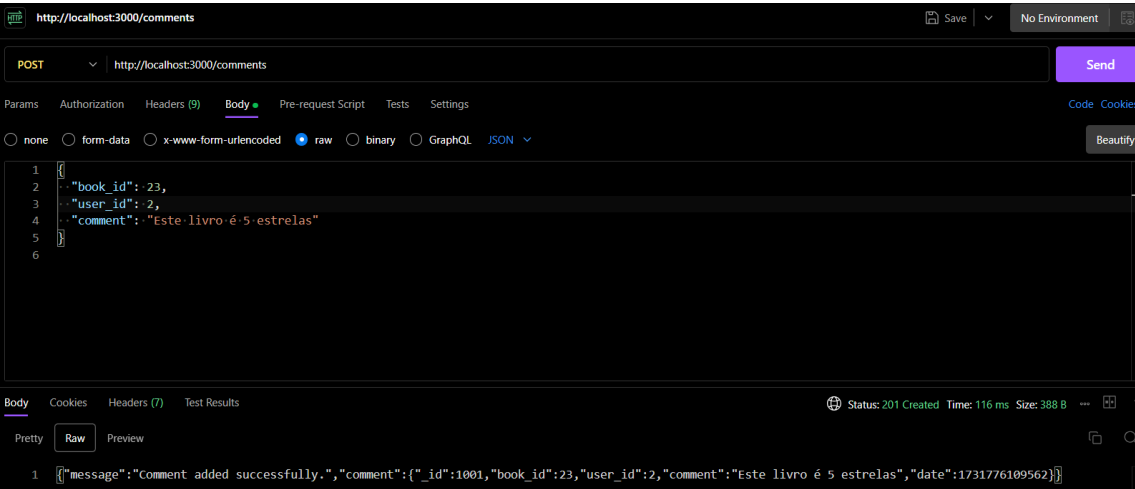 HTTP http://localhost:3000/comments Save No Environment
POST http://localhost:3000/comments Send
Params Authorization Headers (9) Body Pre-request Script Tests Settings Code Cookies
none form-data x-www-form-urlencoded raw binary GraphQL JSON Beautify
1 {
2 "book_id": 23,
3 "user_id": 2,
4 "comment": "Este livro é 5 estrelas"
5 }
6
Body Cookies Headers (7) Test Results Status: 201 Created Time: 116 ms Size: 388 B
Pretty Raw Preview
1 {"message":"Comment added successfully.","comment":{"_id":1001,"book_id":23,"user_id":2,"comment":"Este livro é 5 estrelas","date":1731776109562}}